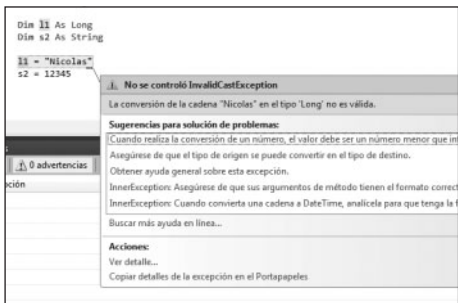 Dim l1 As Long
Dim s2 As String
l1 = "Nicolas"
s2 = 12345
No se controló InvalidCastException
La conversión de la cadena "Nicolas" en el tipo 'Long' no es válida.
Sugerencias para solución de problemas:
Cuando realiza la conversión de un número, el valor debe ser un número menor que
Asegúrese de que el tipo de origen se puede convertir en el tipo de destino.
Obtener ayuda general sobre esta excepción.
InnerException: Asegúrese de que sus argumentos de método tienen el formato
InnerException: Cuando convierta una cadena a DateTime, analícela para que tenga la
Buscar más ayuda en línea...
Acciones:
Ver detalle...
Copiar detalles de la excepción en el Portapapeles
0 advertencias